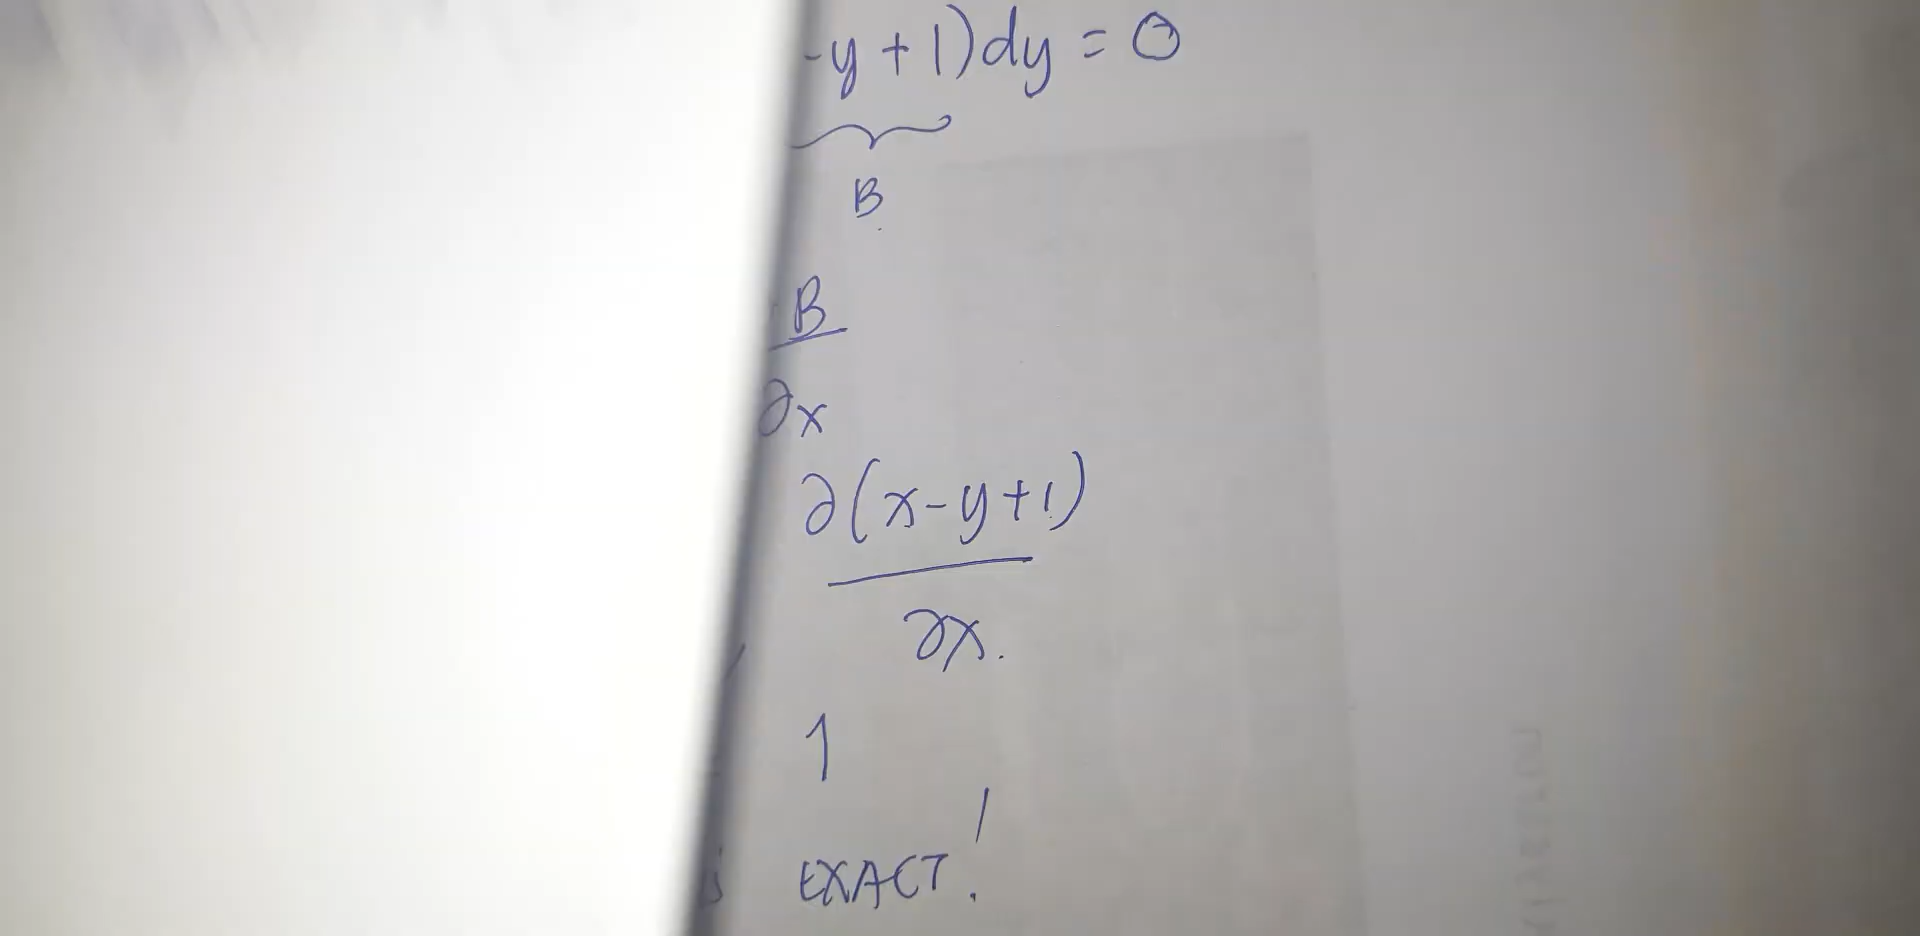 -y + 1) dy = 0
B
B
∂x
∂(x-y+1)
∂x.
1
EXACT!